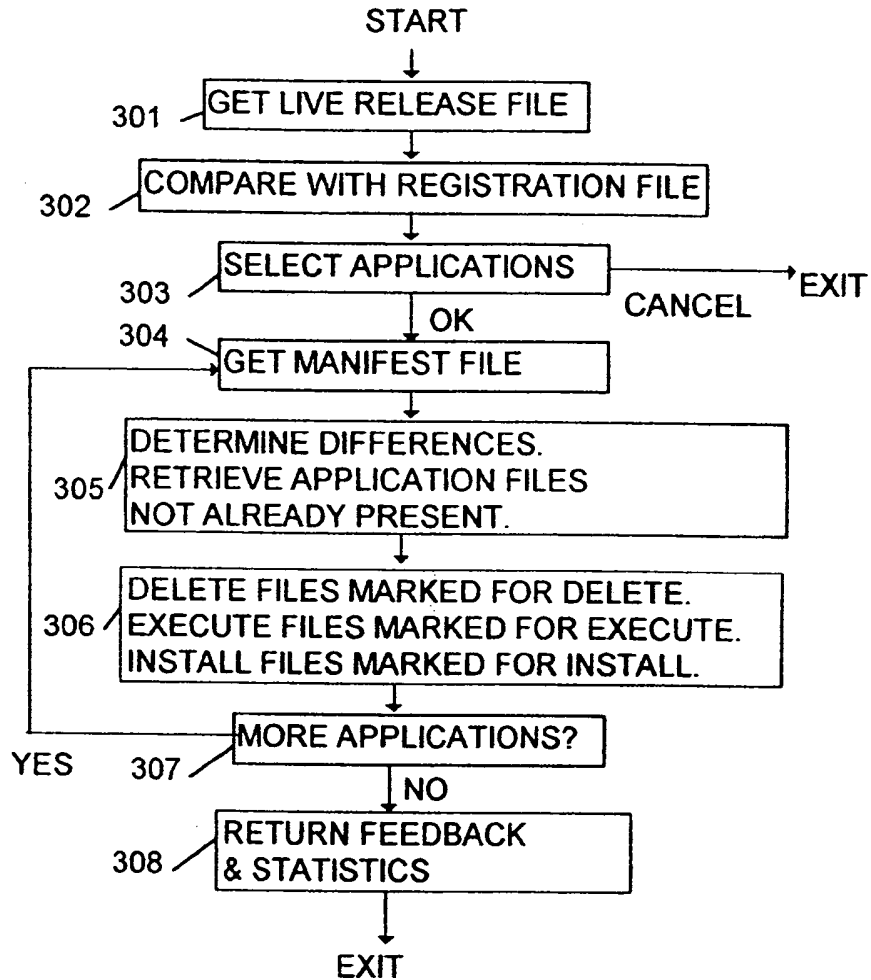 START
301
GET LIVE RELEASE FILE
302
COMPARE WITH REGISTRATION FILE
303
SELECT APPLICATIONS
CANCEL
EXIT
OK
304
GET MANIFEST FILE
305
DETERMINE DIFFERENCES.
RETRIEVE APPLICATION FILES
NOT ALREADY PRESENT.
306
DELETE FILES MARKED FOR DELETE.
EXECUTE FILES MARKED FOR EXECUTE.
INSTALL FILES MARKED FOR INSTALL.
YES
307
MORE APPLICATIONS?
NO
308
RETURN FEEDBACK
& STATISTICS
EXIT